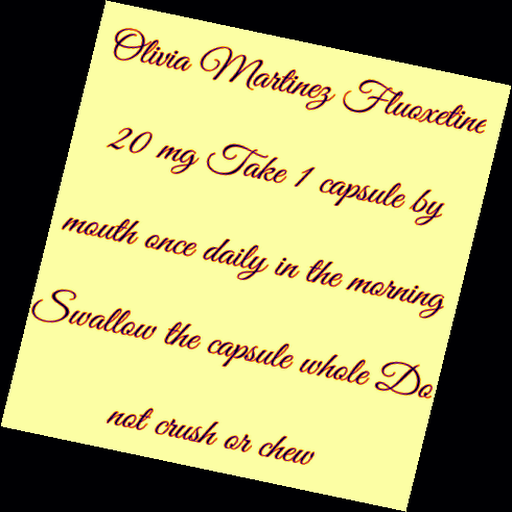 Olivia Martinez Fluoxetine
20 mg Take 1 capsule by
mouth once daily in the morning
Swallow the capsule whole Do
not crush or chew